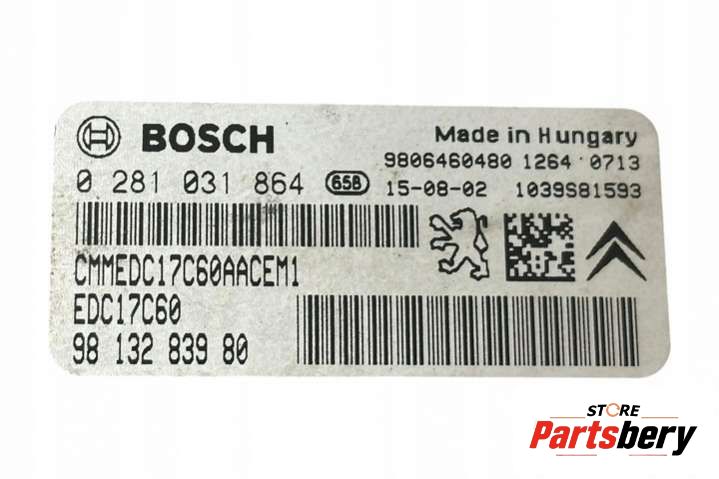 BOSCH
Made in Hungary
9806460480 1264 0713
0 281 031 864 658 15-08-02 1039S81593
CMMEDC17C60AACEM1
EDC17C60
98 132 839 80
STORE
Partsbery